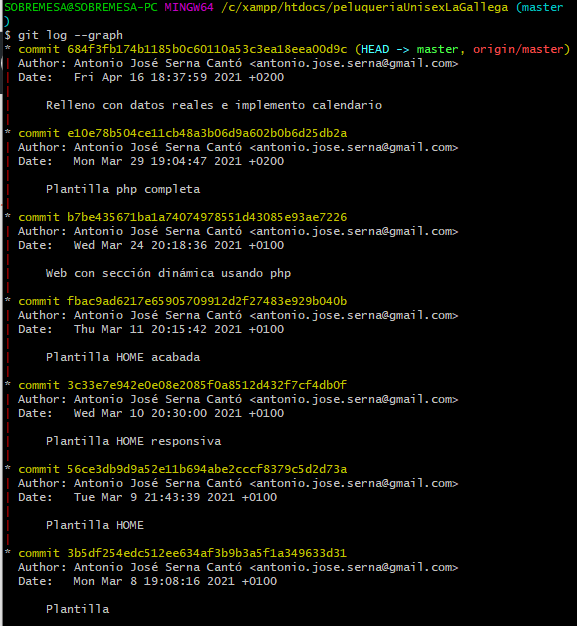 SOBREMESA@SOBREMESA-PC MINGW64 /c/xampp/htdocs/peluqueriaUnisexLaGallega (master
)
$ git log --graph
* commit 684f3fb174b1185b0c60110a53c3ea18eea00d9c (HEAD -> master, origin/master)
| Author: Antonio José Serna Cantó <antonio.jose.serna@gmail.com>
| Date:   Fri Apr 16 18:37:59 2021 +0200
|
|     Relleno con datos reales e implemento calendario
|
* commit e10e78b504ce11cb48a3b06d9a602b0b6d25db2a
| Author: Antonio José Serna Cantó <antonio.jose.serna@gmail.com>
| Date:   Mon Mar 29 19:04:47 2021 +0200
|
|     Plantilla php completa
|
* commit b7be435671ba1a74074978551d43085e93ae7226
| Author: Antonio José Serna Cantó <antonio.jose.serna@gmail.com>
| Date:   Wed Mar 24 20:18:36 2021 +0100
|
|     Web con sección dinámica usando php
|
* commit fbac9ad6217e65905709912d2f27483e929b040b
| Author: Antonio José Serna Cantó <antonio.jose.serna@gmail.com>
| Date:   Thu Mar 11 20:15:42 2021 +0100
|
|     Plantilla HOME acabada
|
* commit 3c33e7e942e0e08e2085f0a8512d432f7cf4db0f
| Author: Antonio José Serna Cantó <antonio.jose.serna@gmail.com>
| Date:   Wed Mar 10 20:30:00 2021 +0100
|
|     Plantilla HOME responsiva
|
* commit 56ce3db9d9a52e11b694abe2cccf8379c5d2d73a
| Author: Antonio José Serna Cantó <antonio.jose.serna@gmail.com>
| Date:   Tue Mar 9 21:43:39 2021 +0100
|
|     Plantilla HOME
|
* commit 3b5df254edc512ee634af3b9b3a5f1a349633d31
  Author: Antonio José Serna Cantó <antonio.jose.serna@gmail.com>
  Date:   Mon Mar 8 19:08:16 2021 +0100

      Plantilla